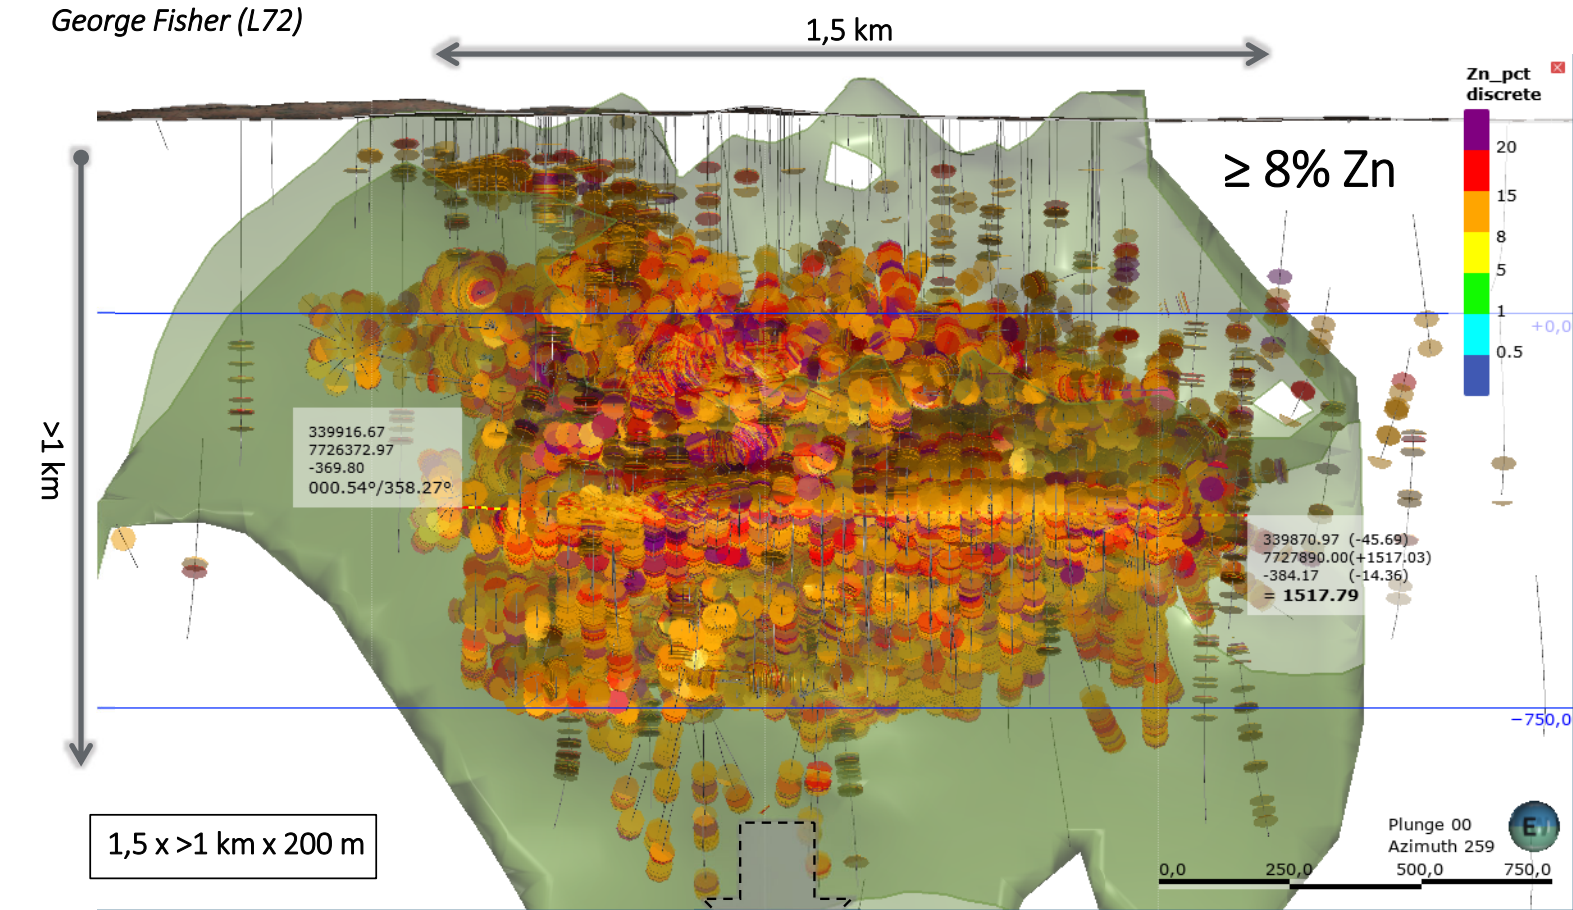 George Fisher (L72)
1,5 km
Zn_pct
discrete
20
15
8
5
1
0.5
≥ 8% Zn
+0,0
>1 km
339916.67
7726372.97
-369.80
000.54°/358.27°
339870.97 (-45.69)
7727890.00(+1517.03)
-384.17 (-14.36)
= 1517.79
−750,0
1,5 x >1 km x 200 m
Plunge 00
Azimuth 259
E
0,0 250,0 500,0 750,0